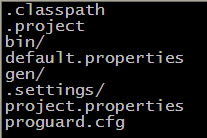 .classpath
.project
bin/
default.properties
gen/
.settings/
project.properties
proguard.cfg